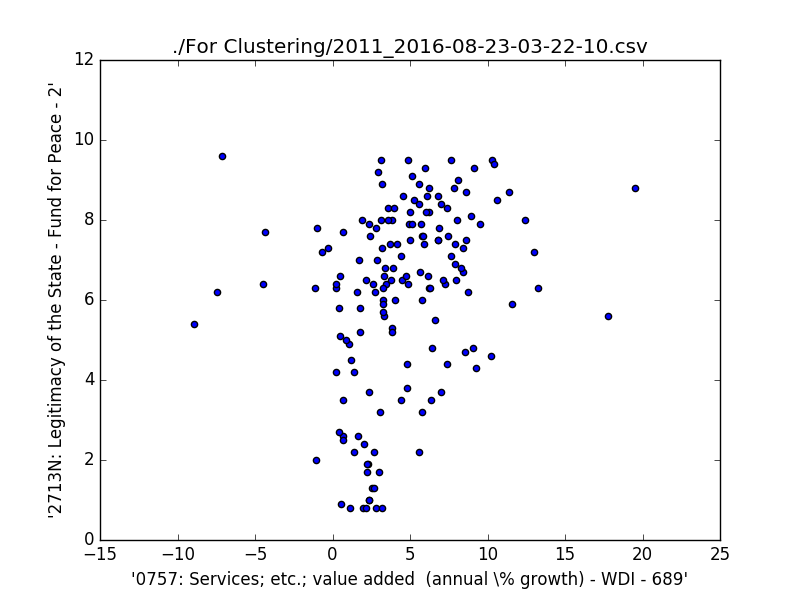 ./For Clustering/2011_2016-08-23-03-22-10.csv
'2713N: Legitimacy of the State - Fund for Peace - 2'
12
10
8
6
4
2
0
−15 −10 −5 0 5 10 15 20 25
'0757: Services; etc.; value added  (annual \% growth) - WDI - 689'